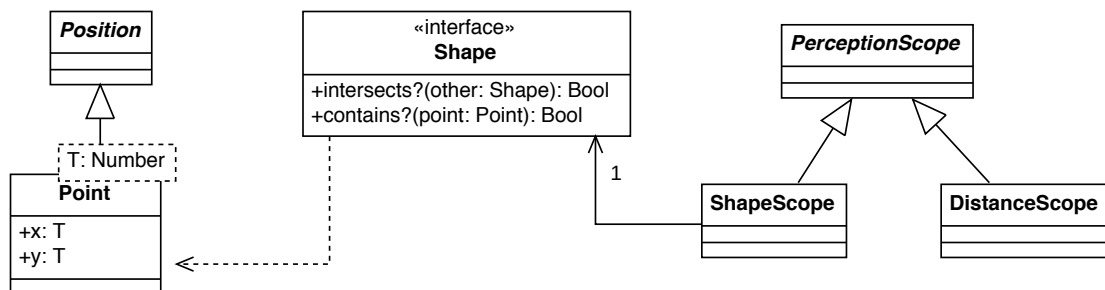 Position
T: Number
Point
+x: T
+y: T
«interface»
Shape
+intersects?(other: Shape): Bool
+contains?(point: Point): Bool
1
PerceptionScope
ShapeScope
DistanceScope